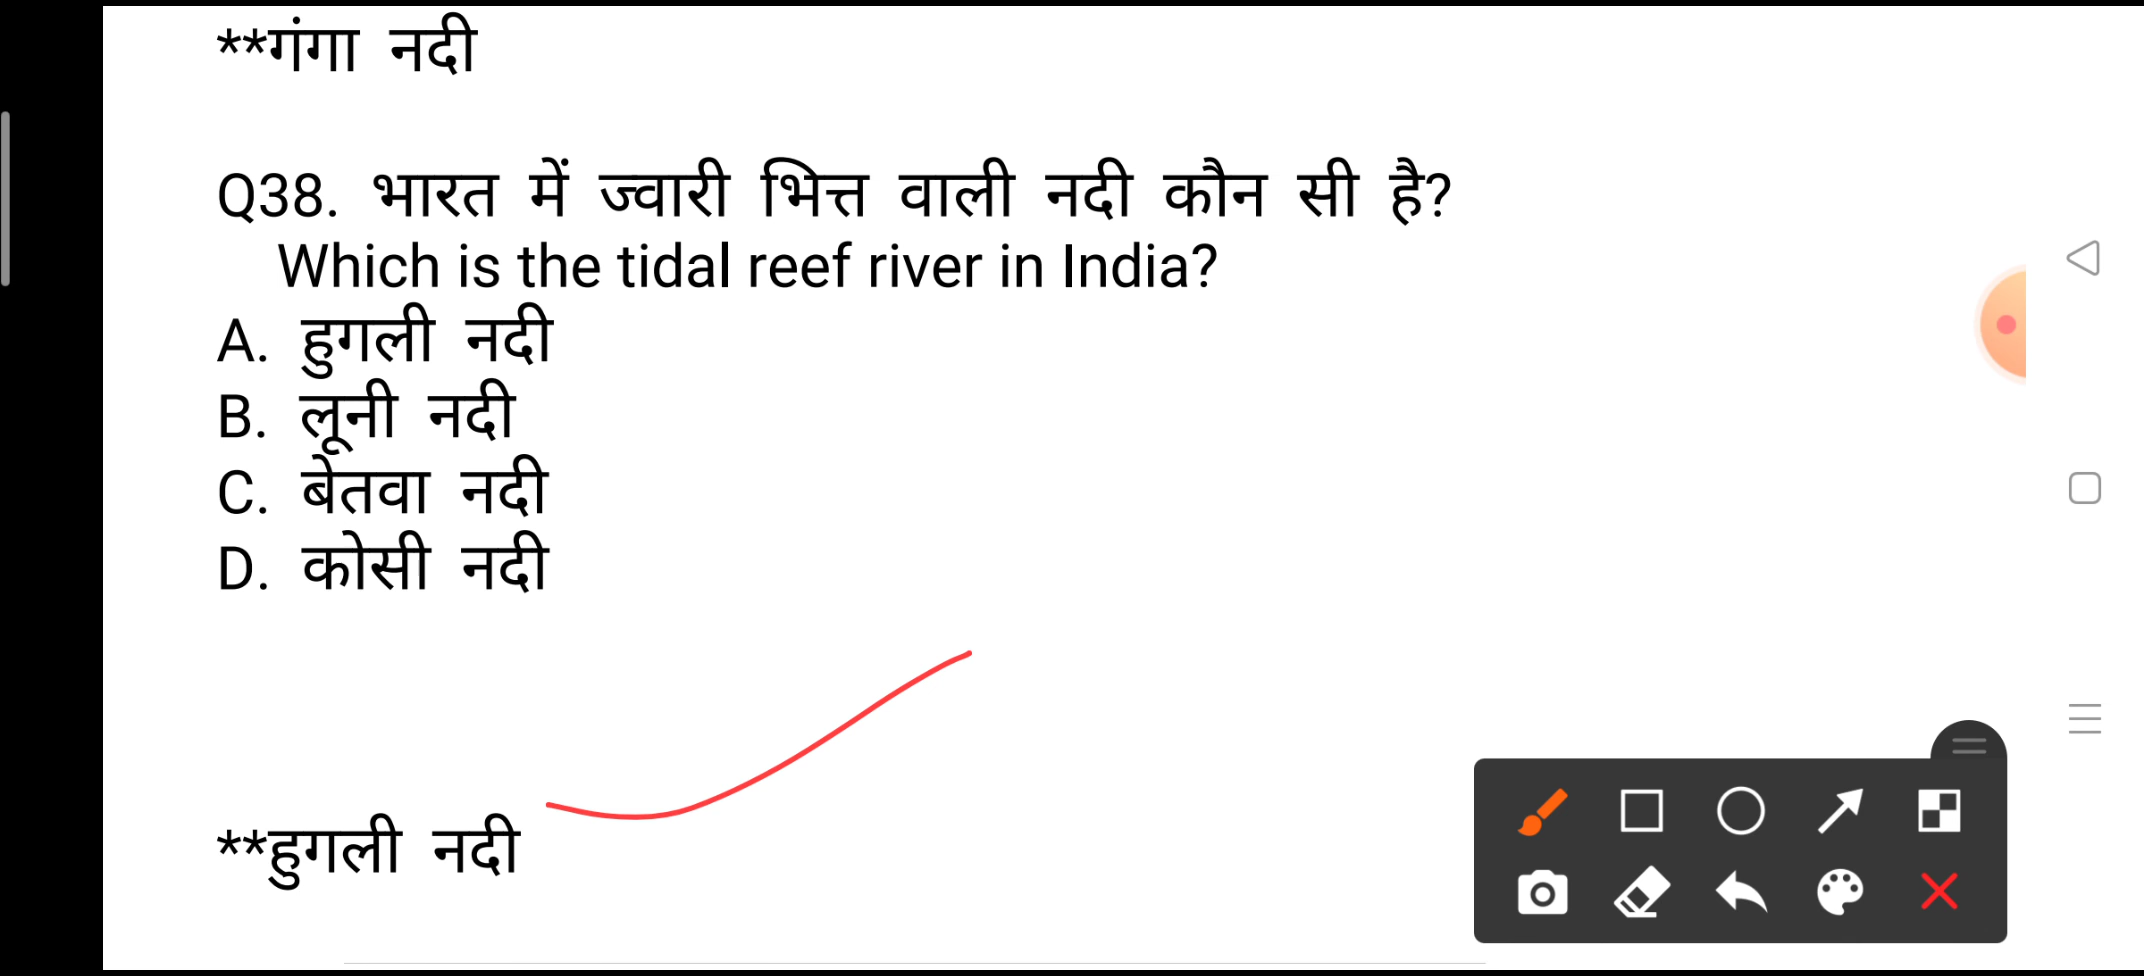 **गंगा नदी
Q38. भारत में ज्वारी भित्त वाली नदी कौन सी है?
Which is the tidal reef river in India?
A. हुगली नदी
B. लूनी नदी
C. बेतवा नदी
D. कोसी नदी
**हुगली नदी